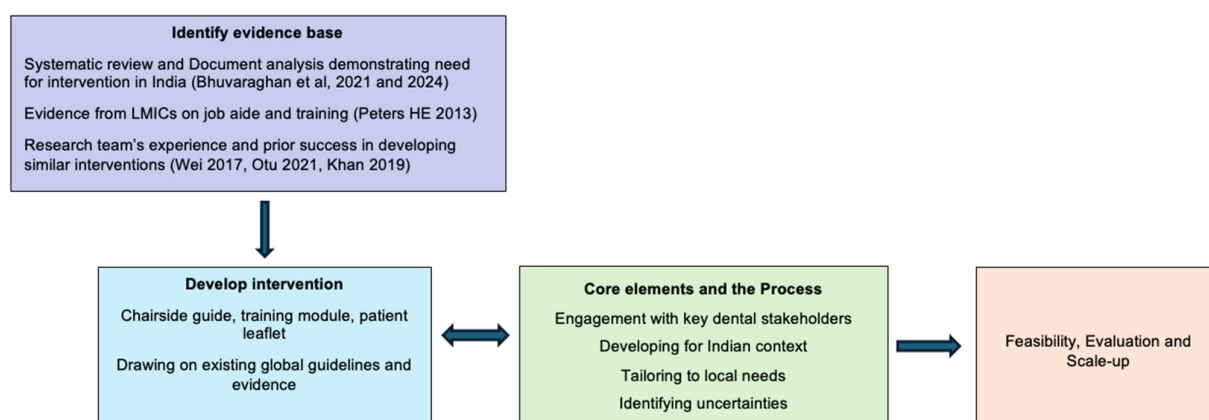 Identify evidence base
Systematic review and Document analysis demonstrating need
for intervention in India (Bhuvaraghan et al, 2021 and 2024)
Evidence from LMICs on job aide and training (Peters HE 2013)
Research team's experience and prior success in developing
similar interventions (Wei 2017, Otu 2021, Khan 2019)
Develop intervention
Chairside guide, training module, patient
leaflet
Drawing on existing global guidelines and
evidence
Core elements and the Process
Engagement with key dental stakeholders
Developing for Indian context
Tailoring to local needs
Identifying uncertainties
Feasibility, Evaluation and
Scale-up